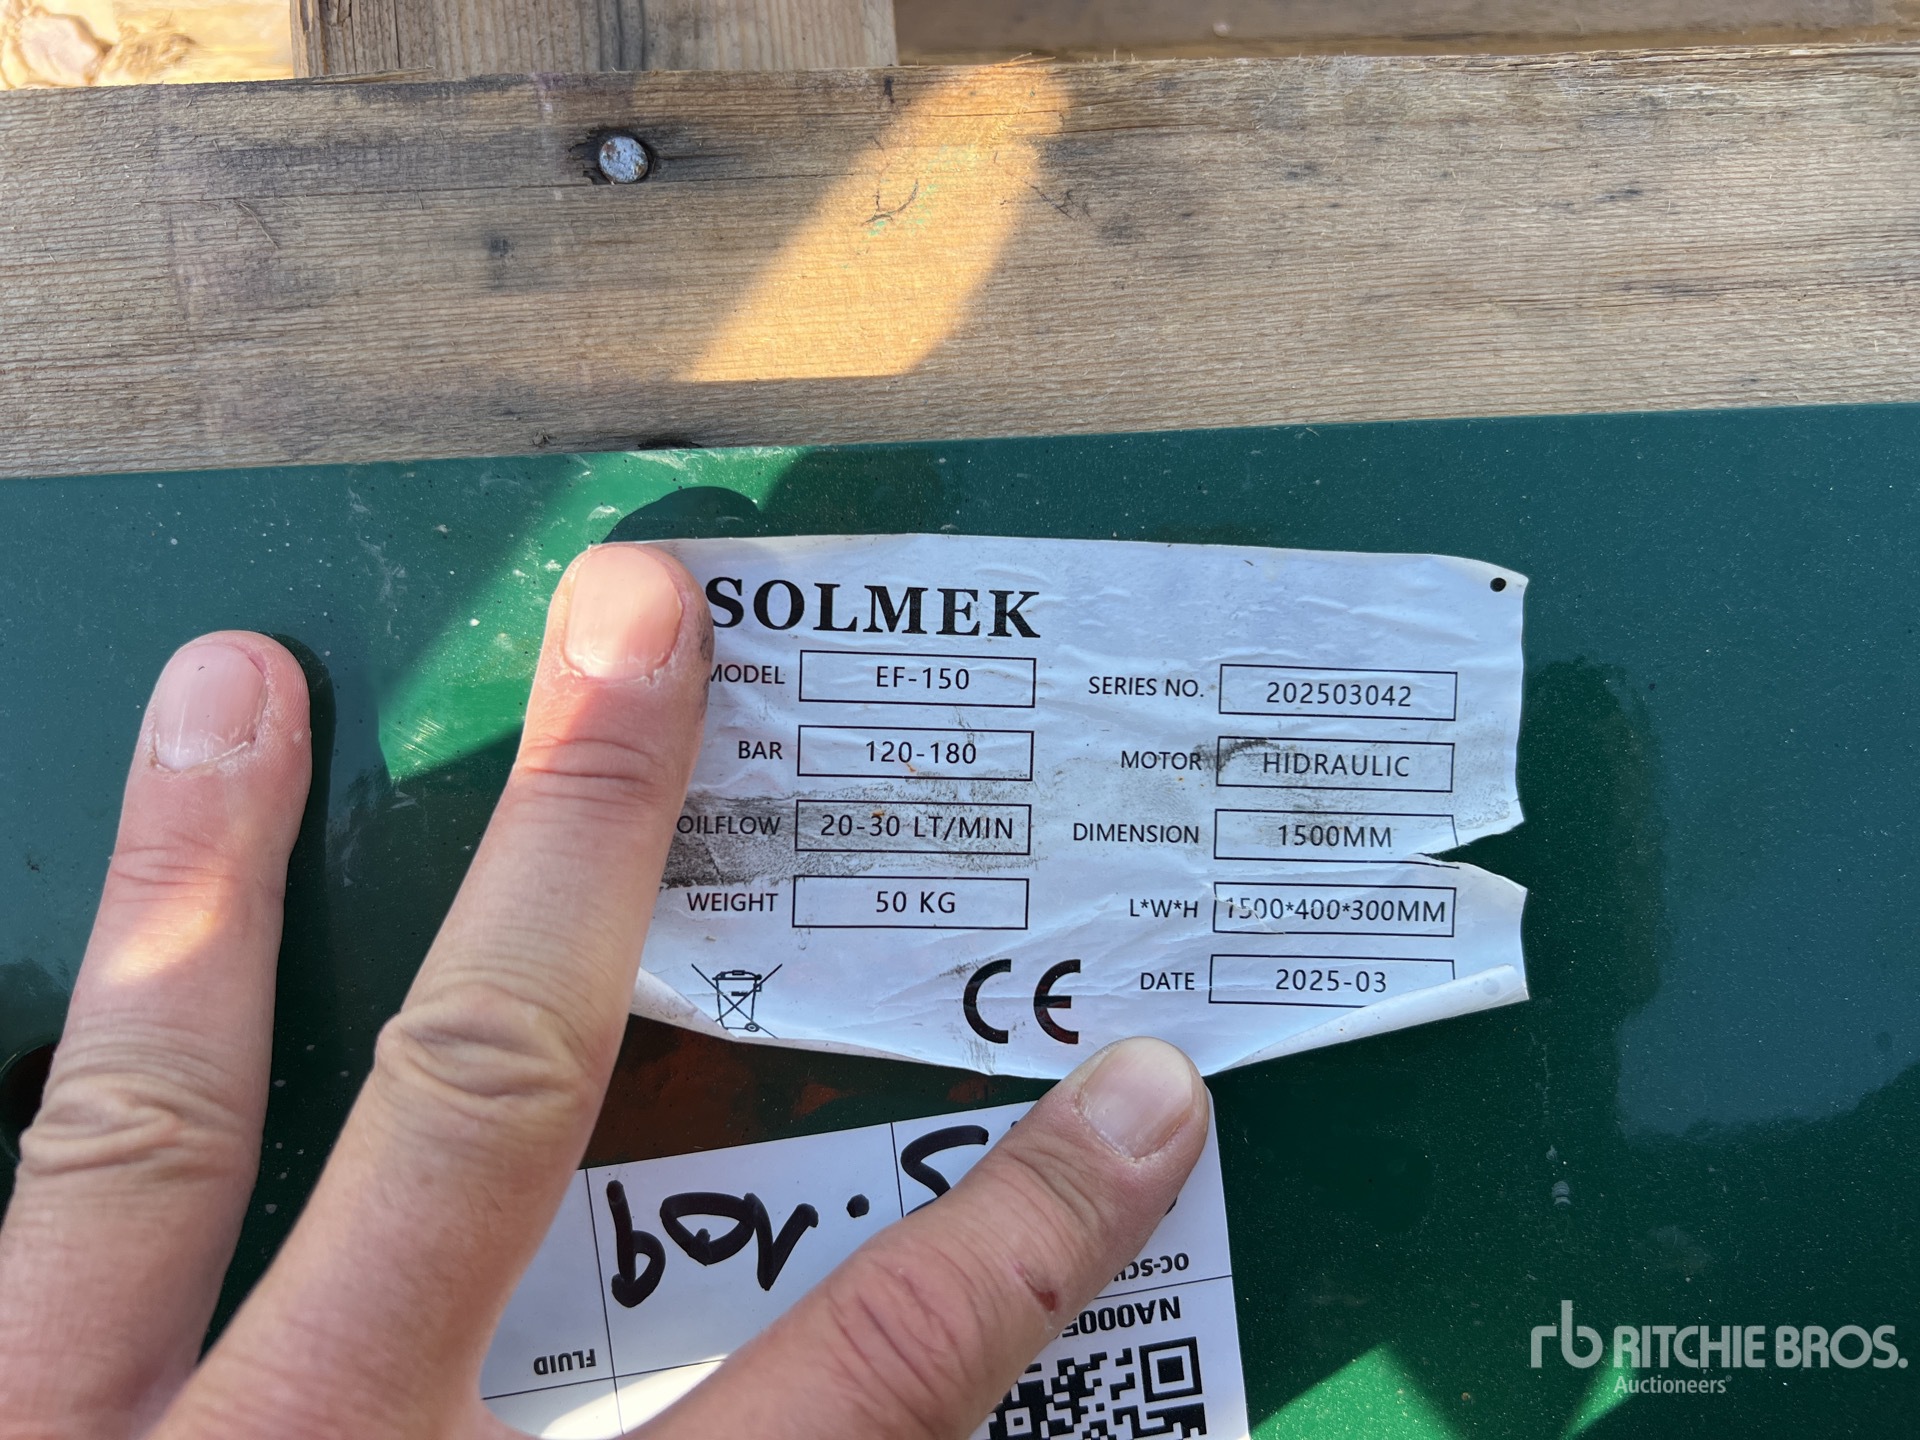 SOLMEK
MODEL EF-150 SERIES NO. 202503042
BAR 120-180 MOTOR HIDRAULIC
OILFLOW 20-30 LT/MIN DIMENSION 1500MM
WEIGHT 50 KG L*W*H 1500*400*300MM
CE DATE 2025-03
FLUID
rb RITCHIE BROS.
Auctioneers